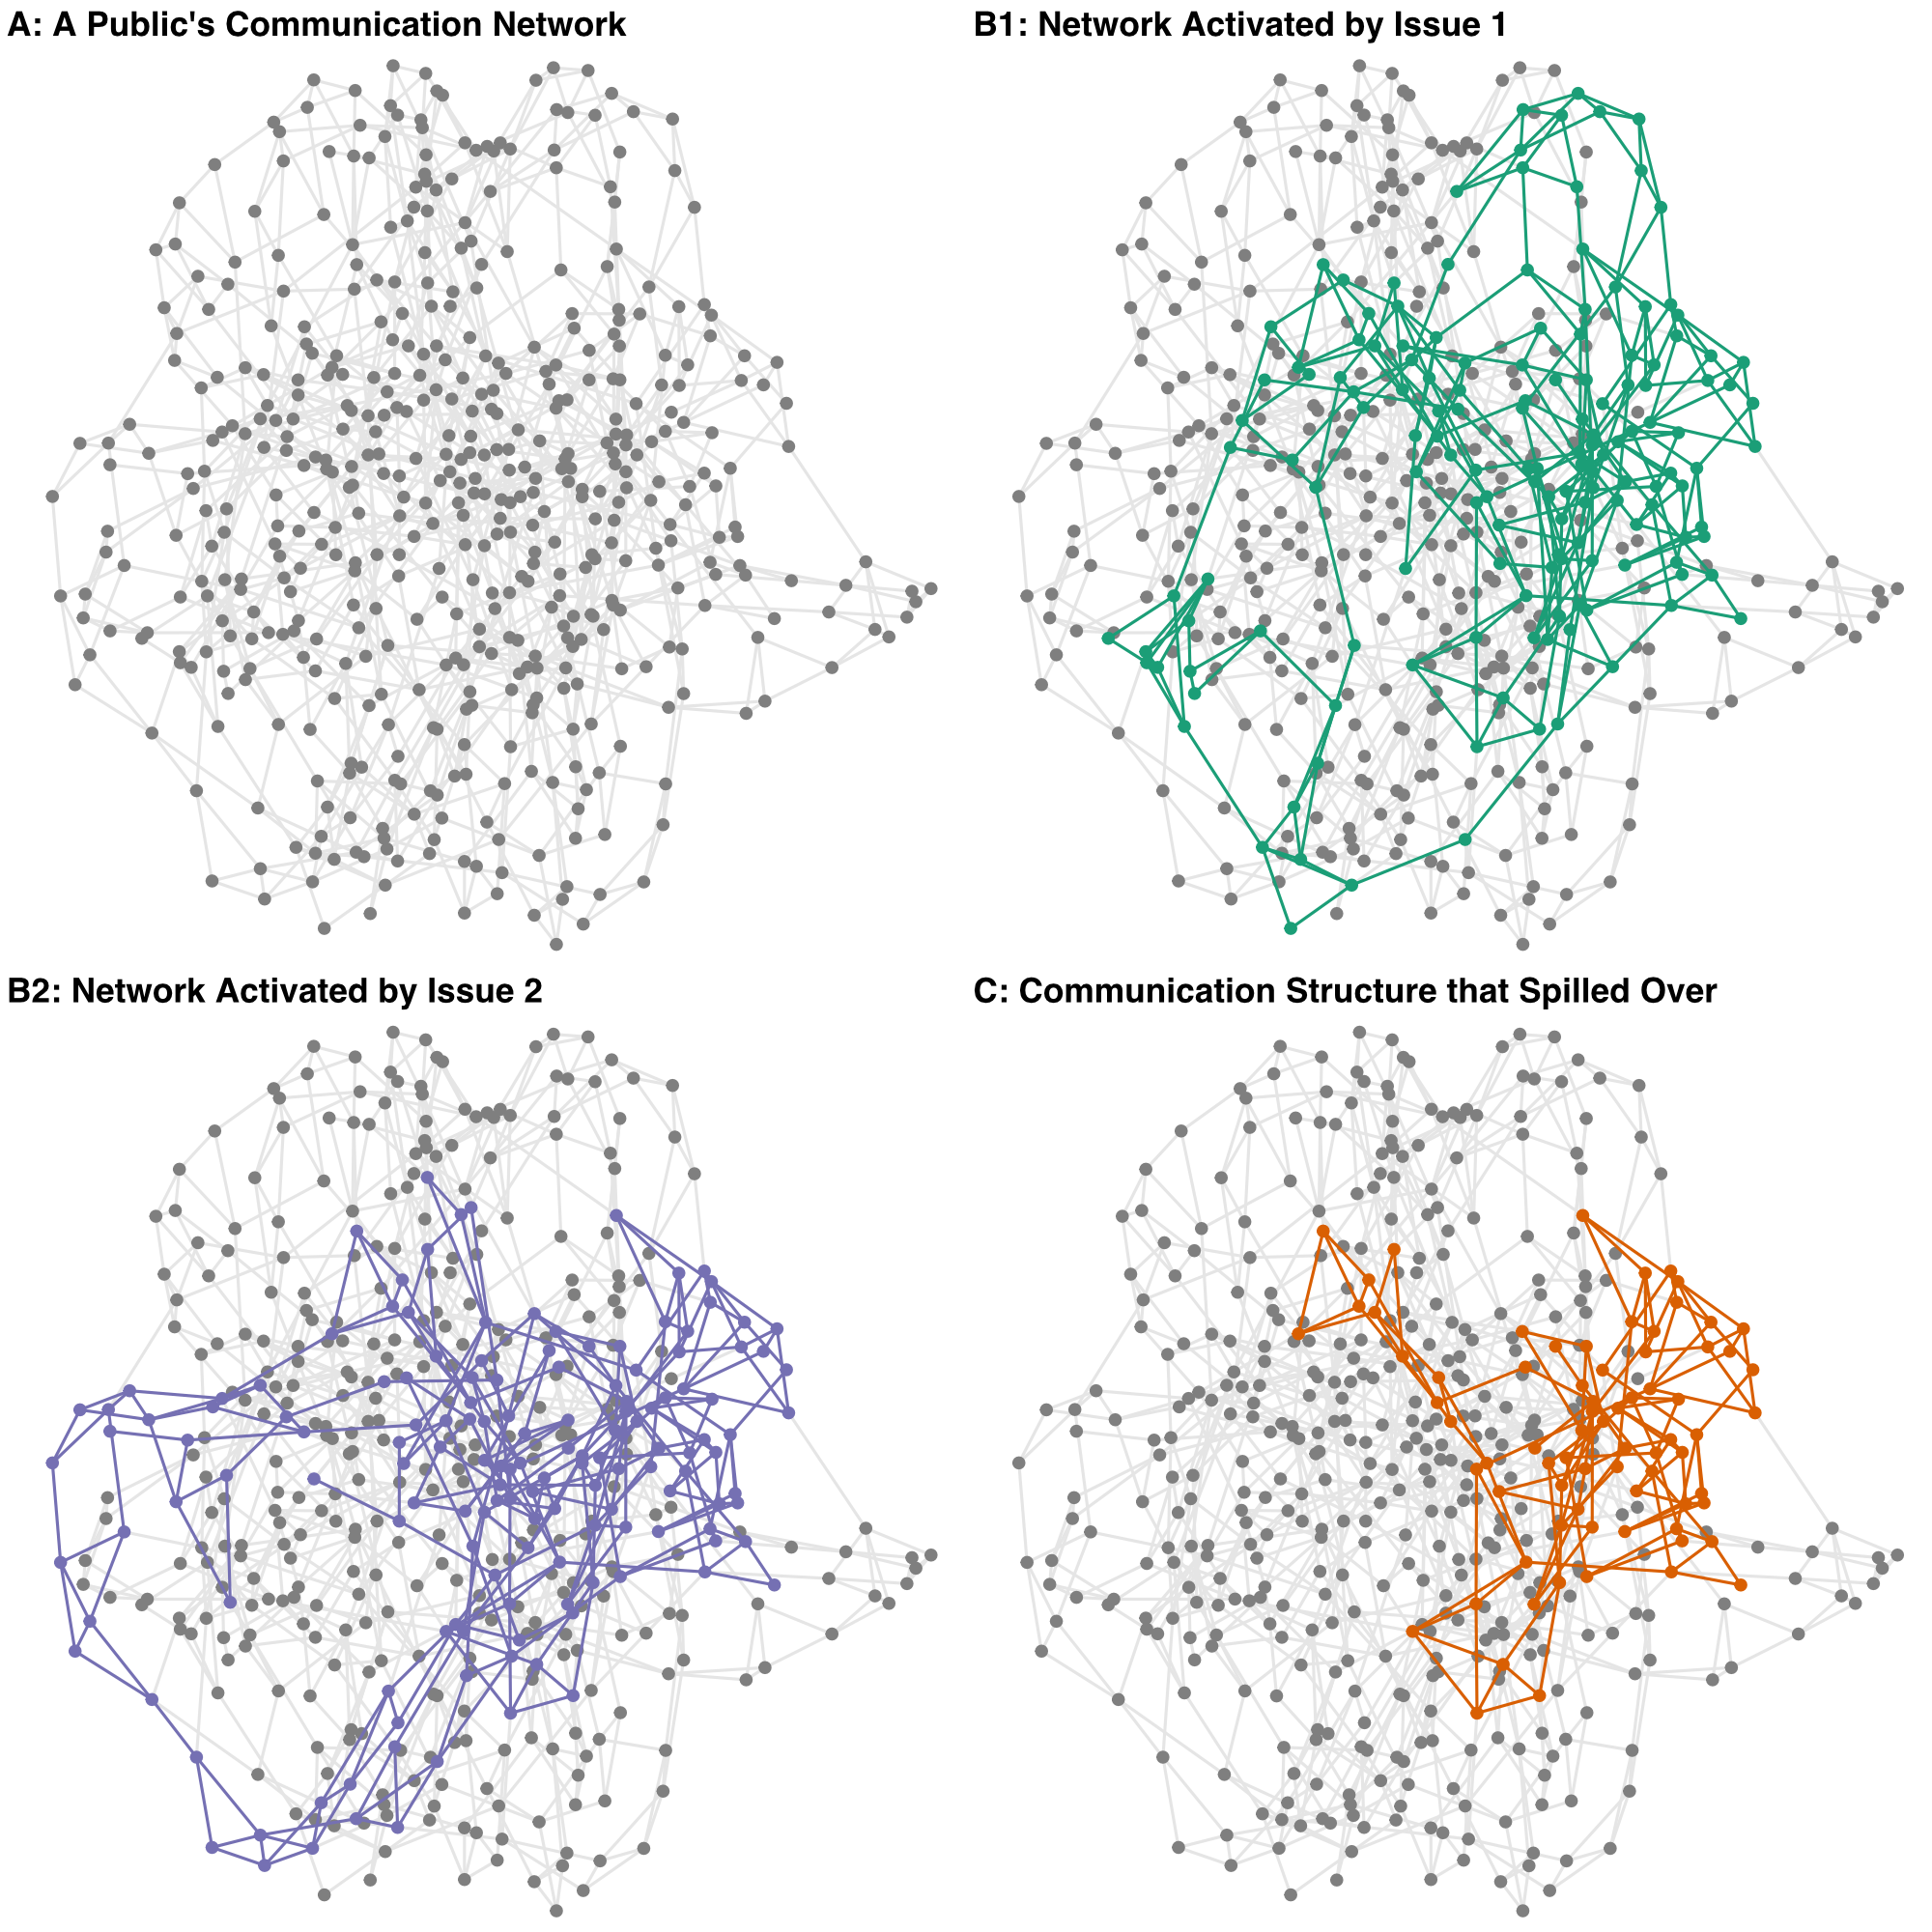 A: A Public's Communication Network
B1: Network Activated by Issue 1
B2: Network Activated by Issue 2
C: Communication Structure that Spilled Over